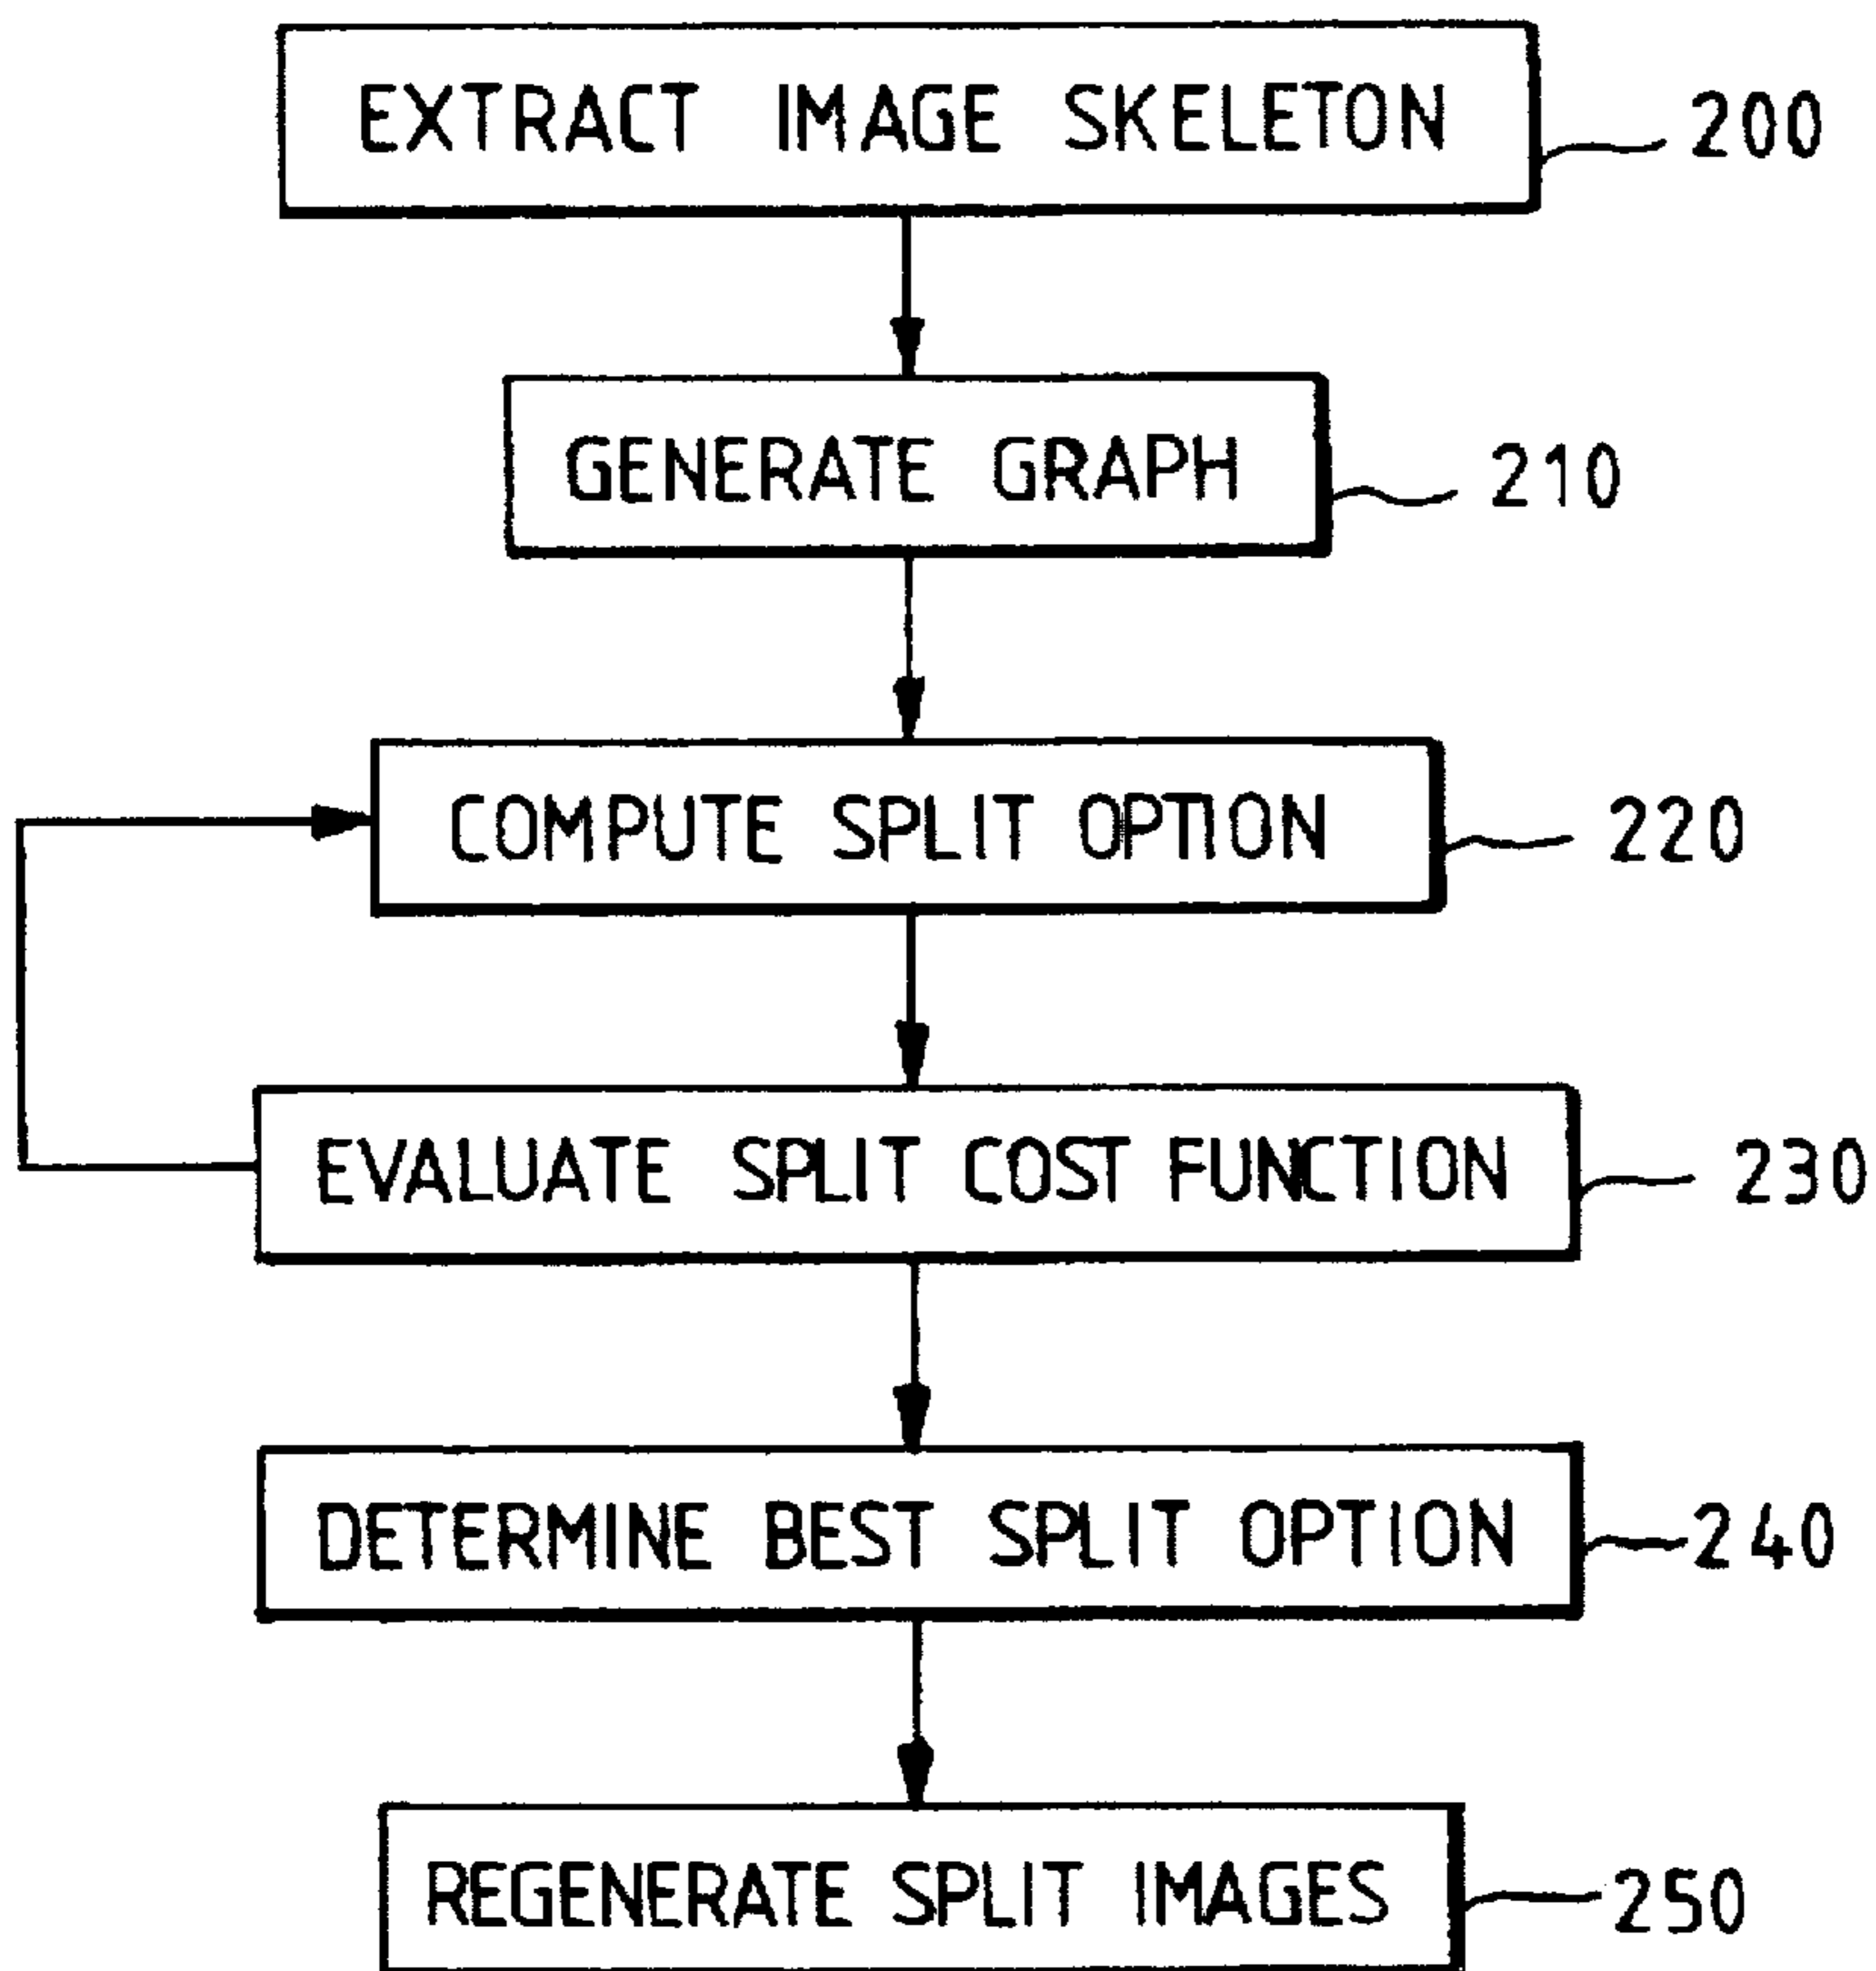 EXTRACT IMAGE SKELETON 200
GENERATE GRAPH 210
COMPUTE SPLIT OPTION 220
EVALUATE SPLIT COST FUNCTION 230
DETERMINE BEST SPLIT OPTION 240
REGENERATE SPLIT IMAGES 250